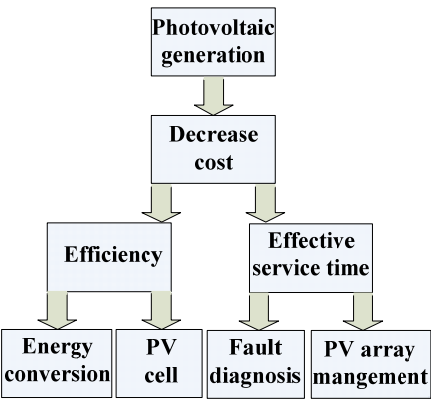 Photovoltaic
generation
Decrease
cost
Efficiency
Effective
service time
Energy
conversion
PV
cell
Fault
diagnosis
PV array
mangement